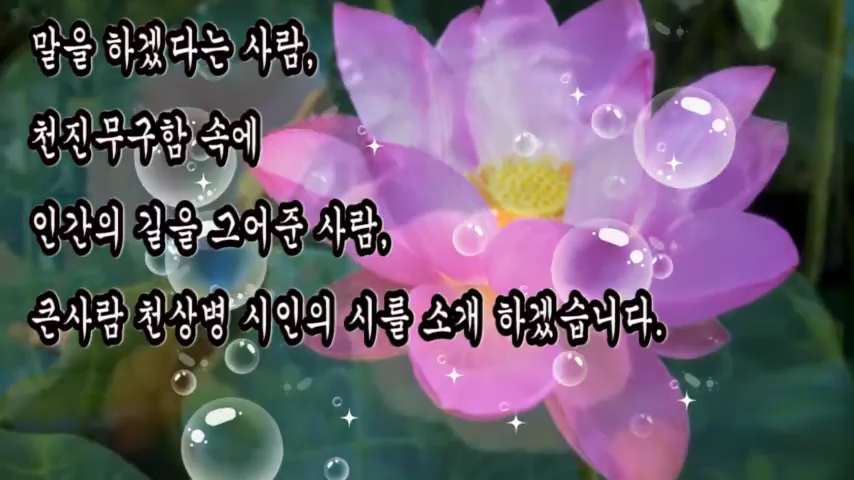 말을 하겠다는 사람,
천진무구함 속에
인간의 길을 그어준 사람,
큰사람 천상병 시인의 시를 소개 하겠습니다.